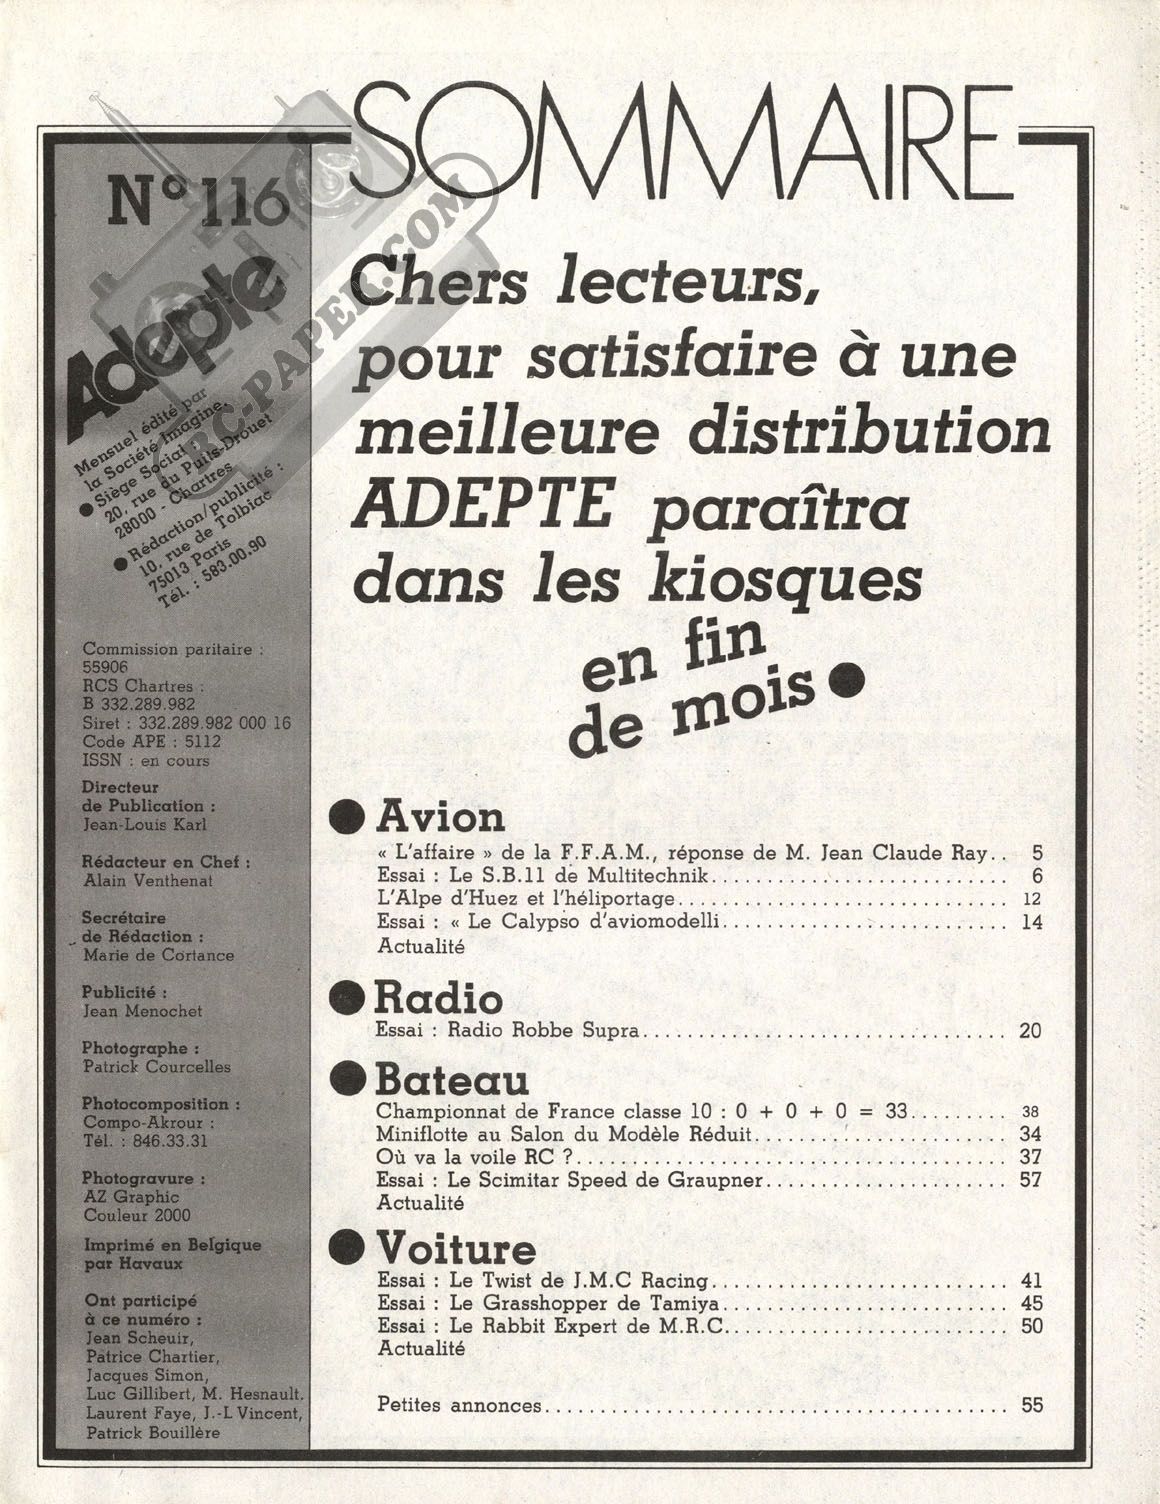 SOMMAIRE
N° 116
Adepte
RC-PAPER.COM
Mensuel édité par
la Société Imagine.
● Siège Social :
20, rue du Puits-Drouet
28000 - Chartres
● Rédaction/publicité :
10, rue de Tolbiac
75013 Paris
Tél. : 583.00.90
Commission paritaire :
55906
RCS Chartres :
B 332.289.982
Siret : 332.289.982 000 16
Code APE : 5112
ISSN : en cours
Directeur
de Publication :
Jean-Louis Karl
Rédacteur en Chef :
Alain Venthenat
Secrétaire
de Rédaction :
Marie de Cortance
Publicité :
Jean Menochet
Photographe :
Patrick Courcelles
Photocomposition :
Compo-Akrour :
Tél. : 846.33.31
Photogravure :
AZ Graphic
Couleur 2000
Imprimé en Belgique
par Havaux
Ont participé
à ce numéro :
Jean Scheuir,
Patrice Chartier,
Jacques Simon,
Luc Gillibert, M. Hesnault.
Laurent Faye, J.-L Vincent,
Patrick Bouillère
Chers lecteurs,
pour satisfaire à une
meilleure distribution
ADEPTE paraîtra
dans les kiosques
en fin
de mois ●
● Avion
« L'affaire » de la F.F.A.M., réponse de M. Jean Claude Ray.. 5
Essai : Le S.B.11 de Multitechnik............................ 6
L'Alpe d'Huez et l'héliportage............................... 12
Essai : « Le Calypso d'aviomodelli........................... 14
Actualité
● Radio
Essai : Radio Robbe Supra.................................. 20
● Bateau
Championnat de France classe 10 : 0 + 0 + 0 = 33......... 38
Miniflotte au Salon du Modèle Réduit........................ 34
Où va la voile RC ?......................................... 37
Essai : Le Scimitar Speed de Graupner...................... 57
Actualité
● Voiture
Essai : Le Twist de J.M.C Racing............................ 41
Essai : Le Grasshopper de Tamiya........................... 45
Essai : Le Rabbit Expert de M.R.C........................... 50
Actualité
Petites annonces............................................ 55